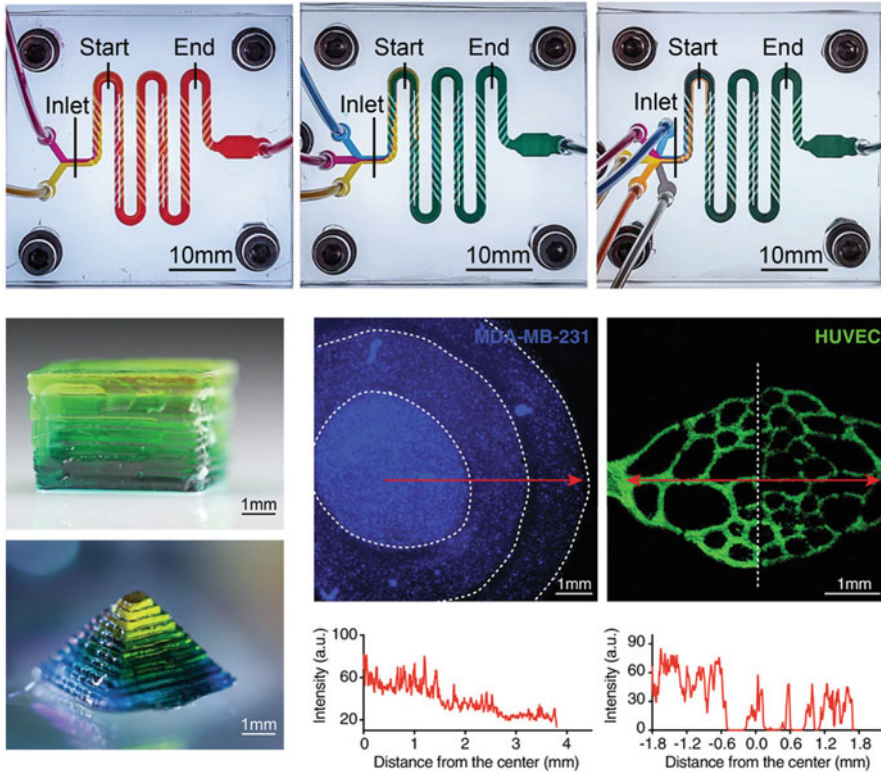 Start End
Inlet
10mm
Start End
Inlet
10mm
Start End
Inlet
10mm
1mm
MDA-MB-231
1mm
HUVEC
1mm
1mm
100
60
20
0 1 2 3 4
Intensity (a.u.)
Distance from the center (mm)
90
60
30
0
-1.8 -1.2 -0.6 0.0 0.6 1.2 1.8
Intensity (a.u.)
Distance from the center (mm)